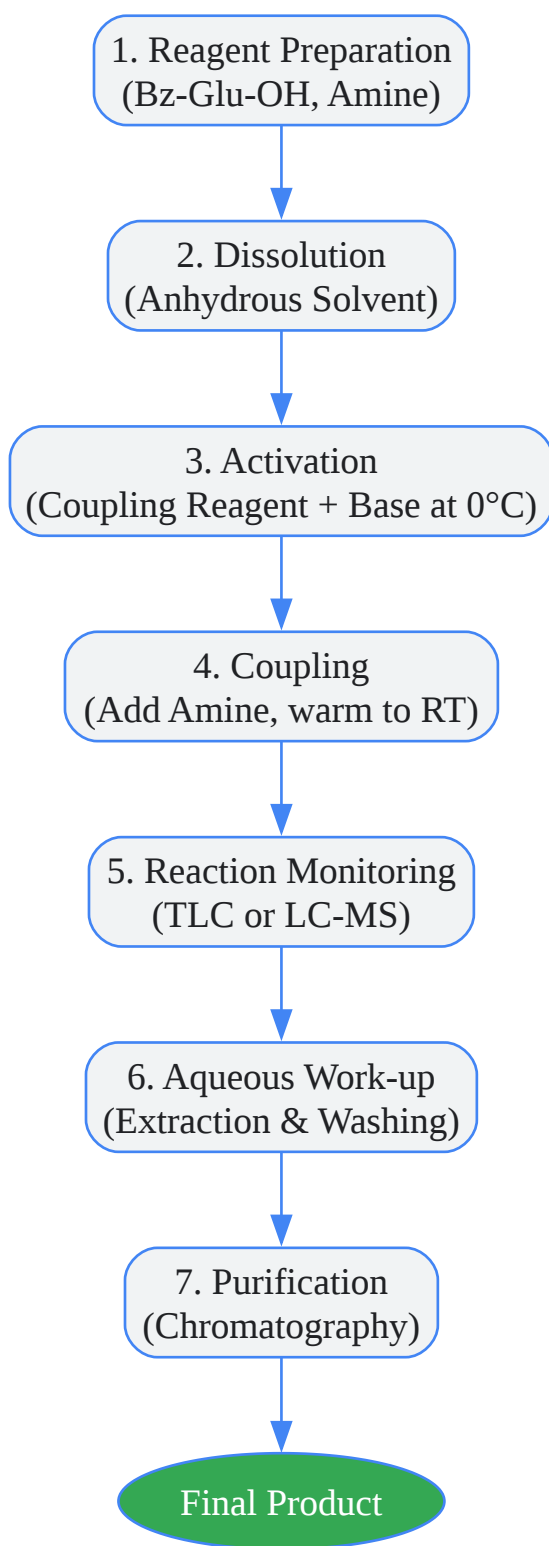 1. Reagent Preparation
(Bz-Glu-OH, Amine)
2. Dissolution
(Anhydrous Solvent)
3. Activation
(Coupling Reagent + Base at 0°C)
4. Coupling
(Add Amine, warm to RT)
5. Reaction Monitoring
(TLC or LC-MS)
6. Aqueous Work-up
(Extraction & Washing)
7. Purification
(Chromatography)
Final Product